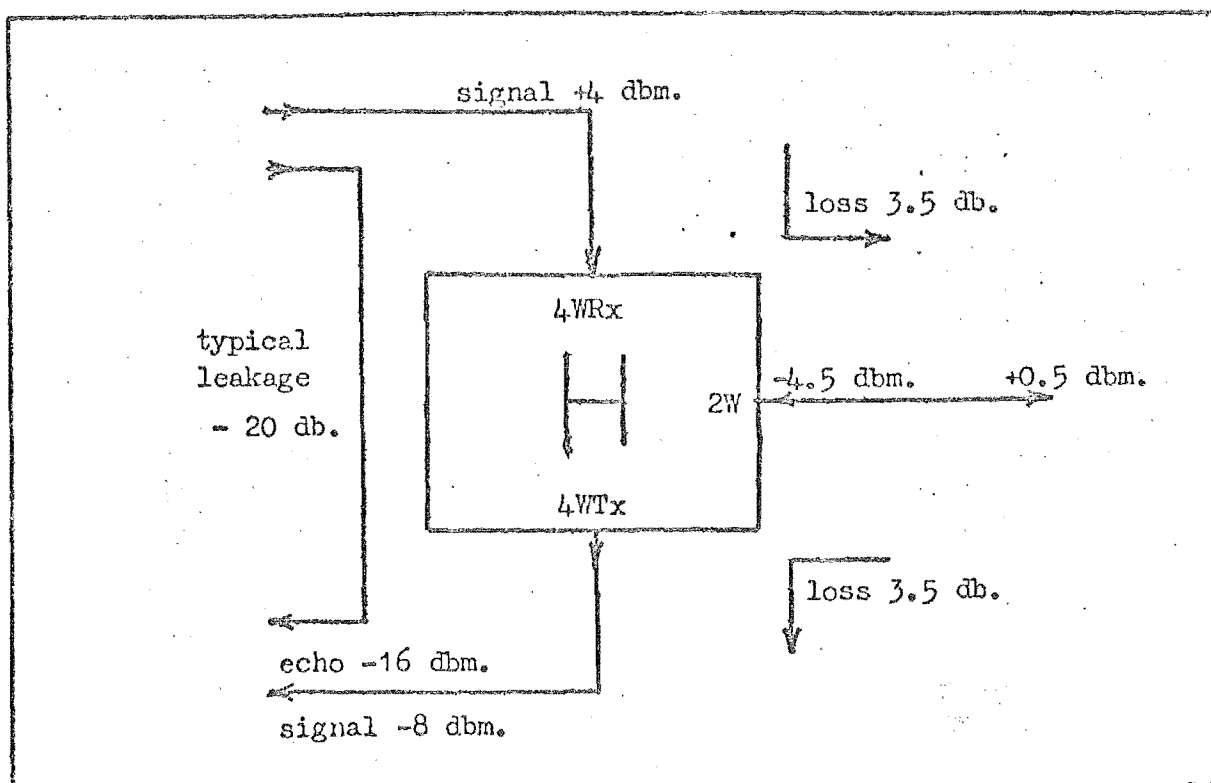 signal +4 dbm.
loss 3.5 db.
4WRx
typical
leakage
- 20 db.
H
2W
-4.5 dbm.
+0.5 dbm.
4WTx
loss 3.5 db.
echo -16 dbm.
signal -8 dbm.